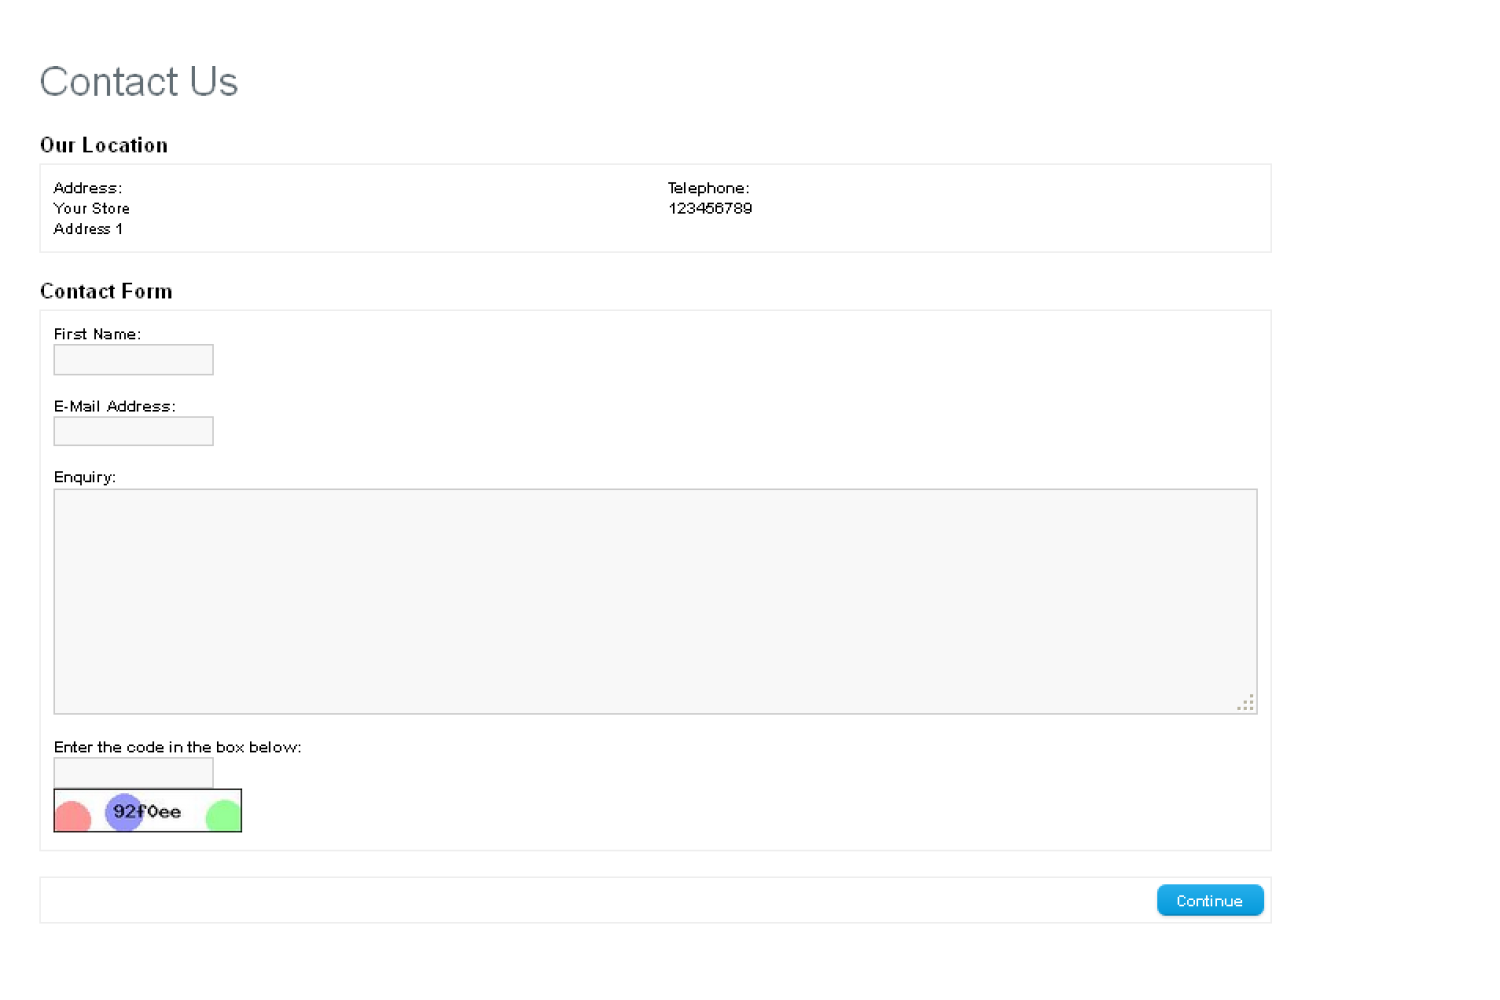 Contact Us
Our Location
Address:
Your Store
Address 1
Telephone:
123456789
Contact Form
First Name:
E-Mail Address:
Enquiry:
Enter the code in the box below:
92f0ee
Continue